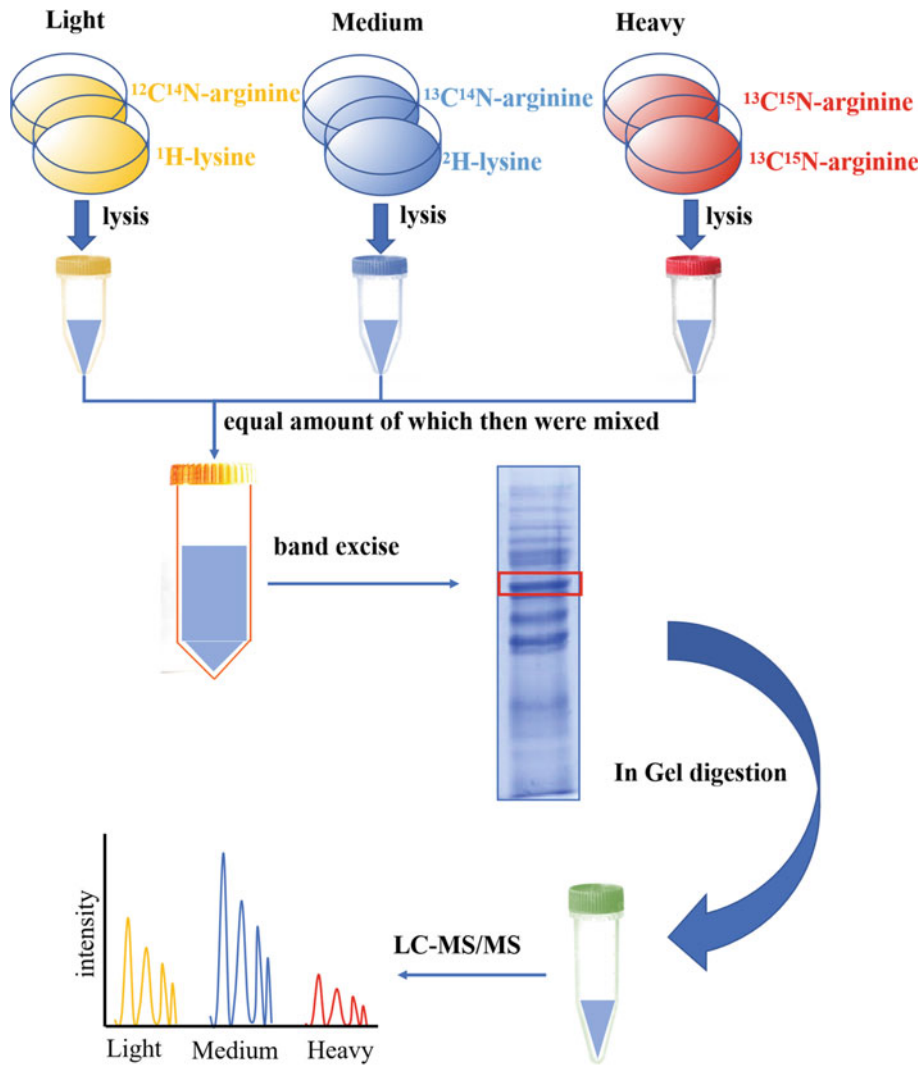 Light
Medium
Heavy
¹²C¹⁴N-arginine
¹H-lysine
¹³C¹⁴N-arginine
²H-lysine
¹³C¹⁵N-arginine
¹³C¹⁵N-arginine
lysis
lysis
lysis
equal amount of which then were mixed
band excise
In Gel digestion
LC-MS/MS
intensity
Light
Medium
Heavy